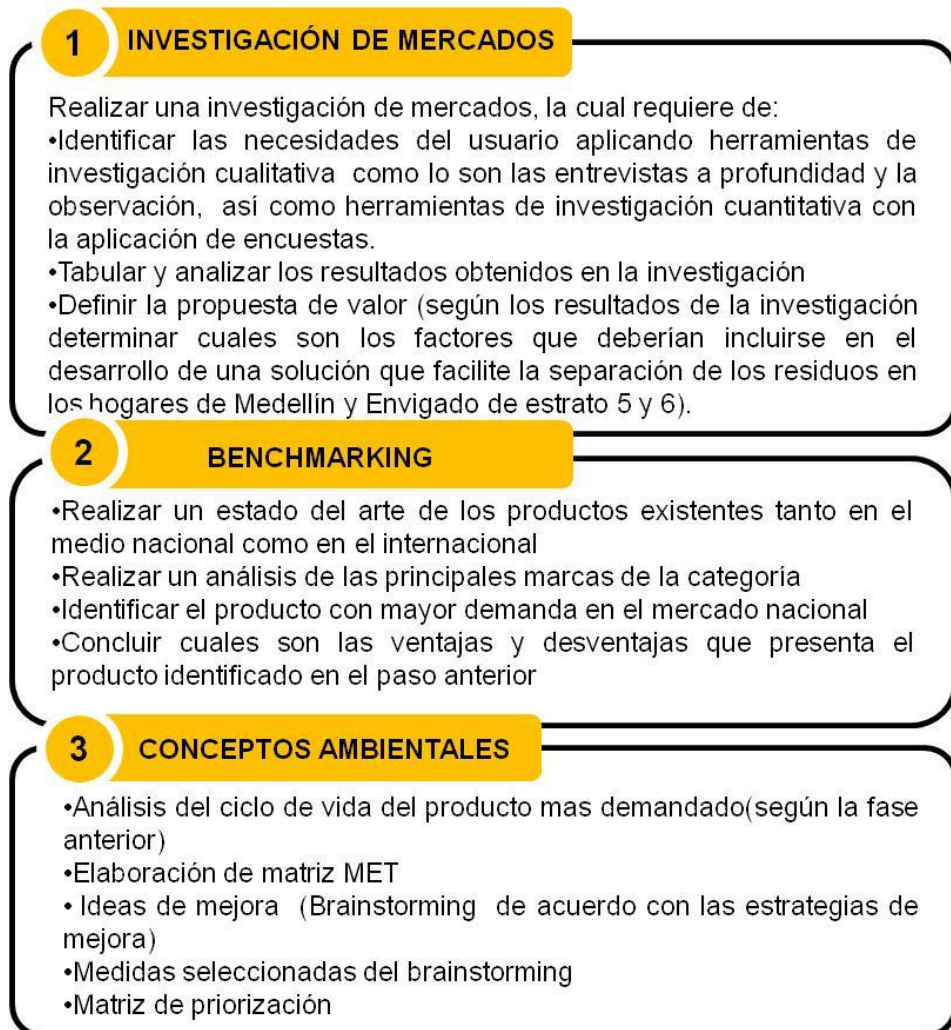 1 INVESTIGACIÓN DE MERCADOS
Realizar una investigación de mercados, la cual requiere de:
•Identificar las necesidades del usuario aplicando herramientas de
investigación cualitativa como lo son las entrevistas a profundidad y la
observación, así como herramientas de investigación cuantitativa con
la aplicación de encuestas.
•Tabular y analizar los resultados obtenidos en la investigación
•Definir la propuesta de valor (según los resultados de la investigación
determinar cuales son los factores que deberían incluirse en el
desarrollo de una solución que facilite la separación de los residuos en
los hogares de Medellín y Envigado de estrato 5 y 6).
2 BENCHMARKING
•Realizar un estado del arte de los productos existentes tanto en el
medio nacional como en el internacional
•Realizar un análisis de las principales marcas de la categoría
•Identificar el producto con mayor demanda en el mercado nacional
•Concluir cuales son las ventajas y desventajas que presenta el
producto identificado en el paso anterior
3 CONCEPTOS AMBIENTALES
•Análisis del ciclo de vida del producto mas demandado(según la fase
anterior)
•Elaboración de matriz MET
• Ideas de mejora (Brainstorming de acuerdo con las estrategias de
mejora)
•Medidas seleccionadas del brainstorming
•Matriz de priorización